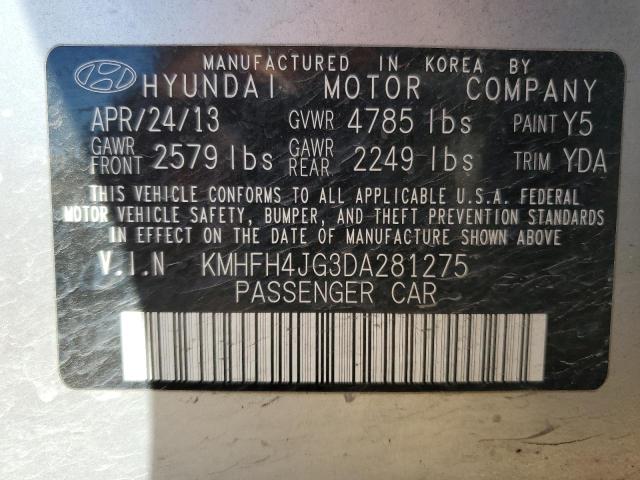 MANUFACTURED IN KOREA BY
HYUNDAI MOTOR COMPANY
APR/24/13 GVWR 4785 lbs PAINT Y5
GAWR FRONT 2579 lbs GAWR REAR 2249 lbs TRIM YDA
THIS VEHICLE CONFORMS TO ALL APPLICABLE U.S.A. FEDERAL
MOTOR VEHICLE SAFETY, BUMPER, AND THEFT PREVENTION STANDARDS
IN EFFECT ON THE DATE OF MANUFACTURE SHOWN ABOVE
V.I.N KMHFH4JG3DA281275
PASSENGER CAR